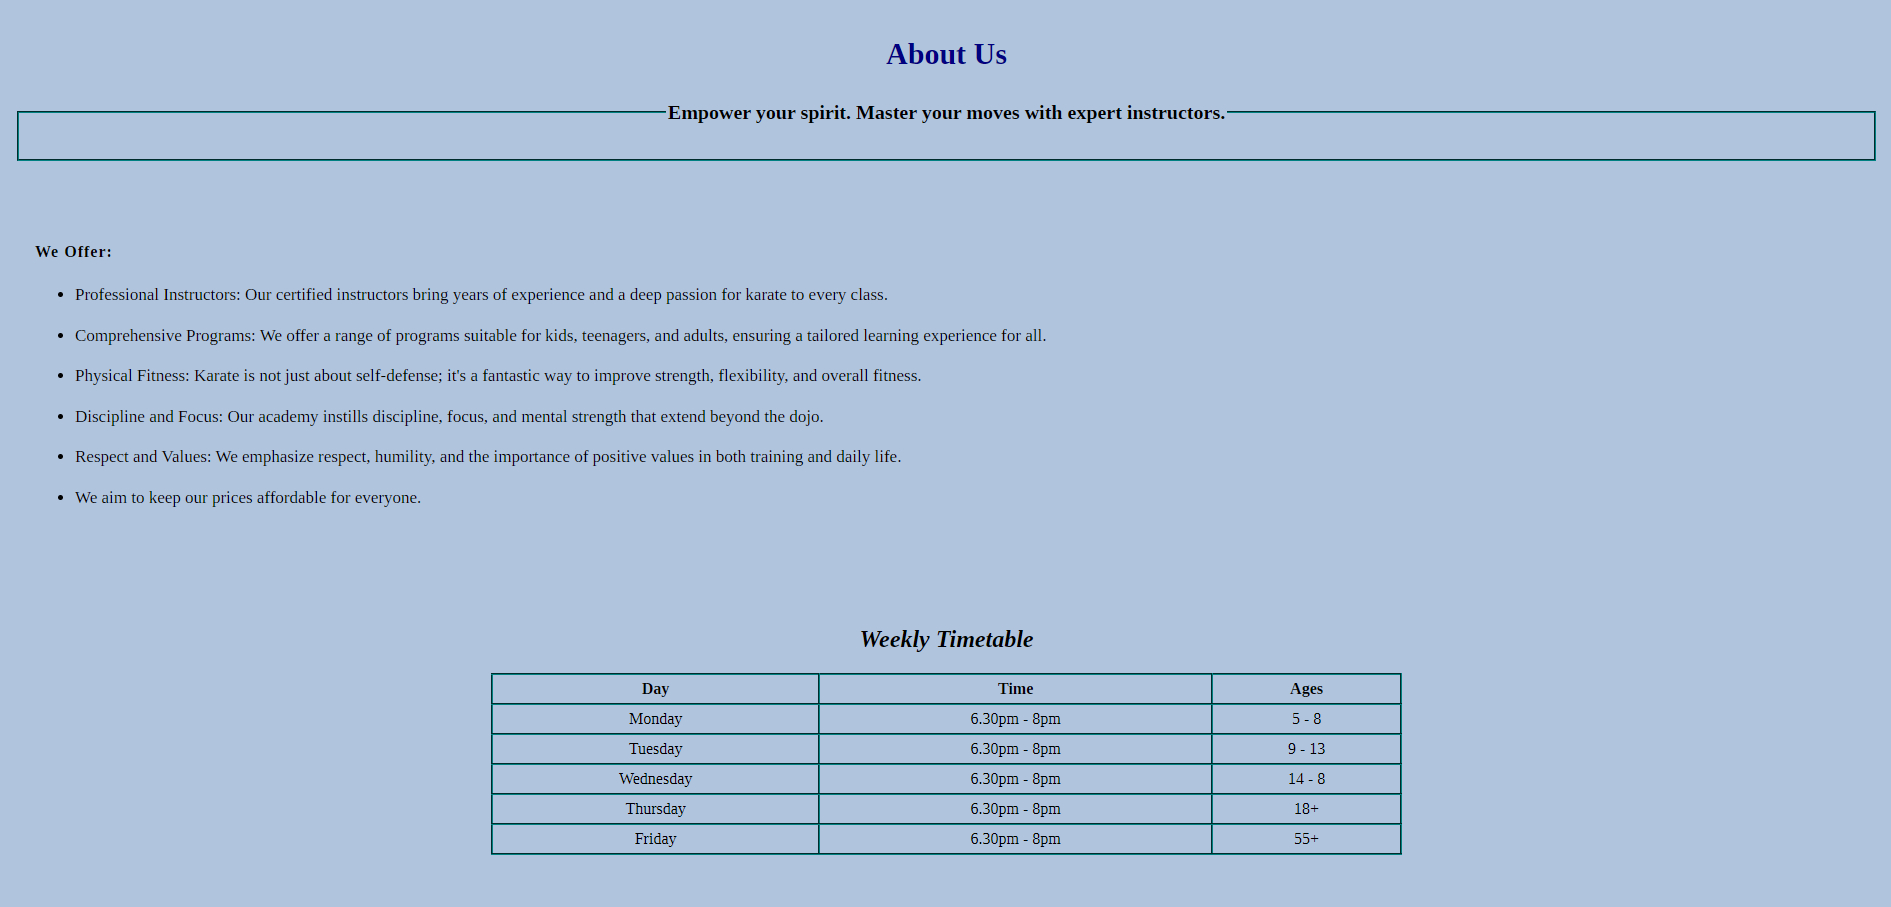 About Us
Empower your spirit. Master your moves with expert instructors.
We Offer:
• Professional Instructors: Our certified instructors bring years of experience and a deep passion for karate to every class.
• Comprehensive Programs: We offer a range of programs suitable for kids, teenagers, and adults, ensuring a tailored learning experience for all.
• Physical Fitness: Karate is not just about self-defense; it's a fantastic way to improve strength, flexibility, and overall fitness.
• Discipline and Focus: Our academy instills discipline, focus, and mental strength that extend beyond the dojo.
• Respect and Values: We emphasize respect, humility, and the importance of positive values in both training and daily life.
• We aim to keep our prices affordable for everyone.
Weekly Timetable
Day Time Ages
Monday 6.30pm - 8pm 5 - 8
Tuesday 6.30pm - 8pm 9 - 13
Wednesday 6.30pm - 8pm 14 - 8
Thursday 6.30pm - 8pm 18+
Friday 6.30pm - 8pm 55+